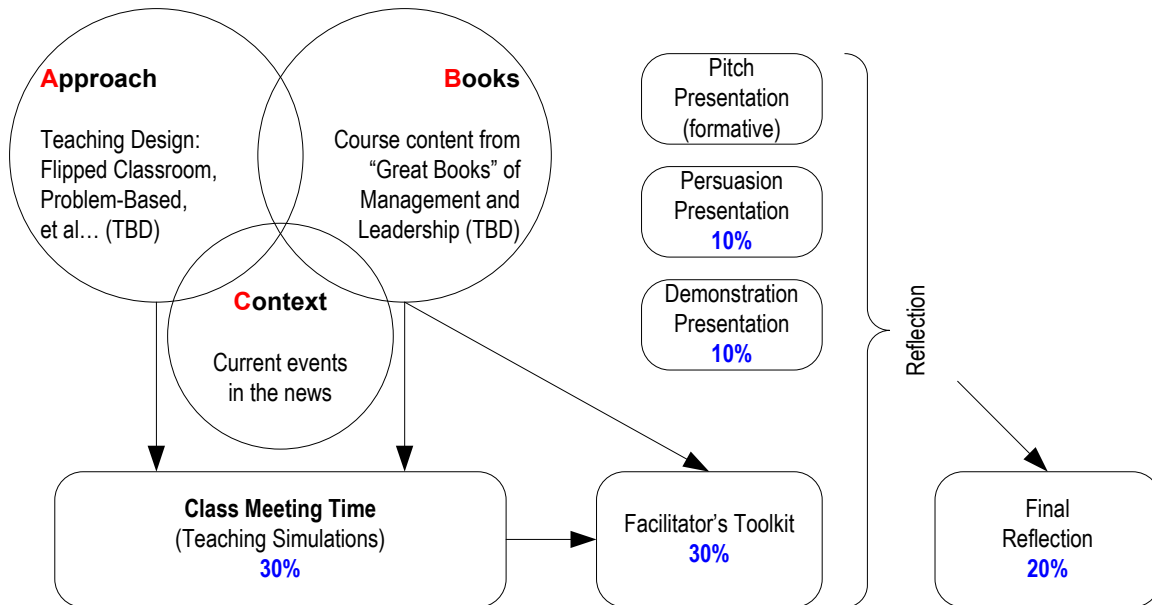 Approach
Teaching Design:
Flipped Classroom,
Problem-Based,
et al… (TBD)
Books
Course content from
“Great Books” of
Management and
Leadership (TBD)
Context
Current events
in the news
Pitch
Presentation
(formative)
Persuasion
Presentation
10%
Demonstration
Presentation
10%
Reflection
Class Meeting Time
(Teaching Simulations)
30%
Facilitator’s Toolkit
30%
Final
Reflection
20%